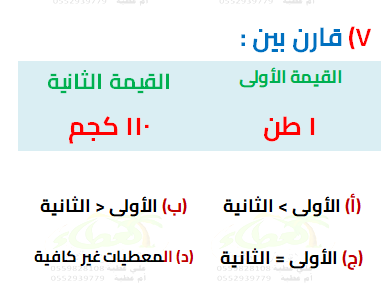 ٧) قارن بين :
القيمة الأولى القيمة الثانية
١ طن ١١٠ كجم
(أ) الأولى > الثانية (ب) الأولى < الثانية
(ج) الأولى = الثانية (د) المعطيات غير كافية